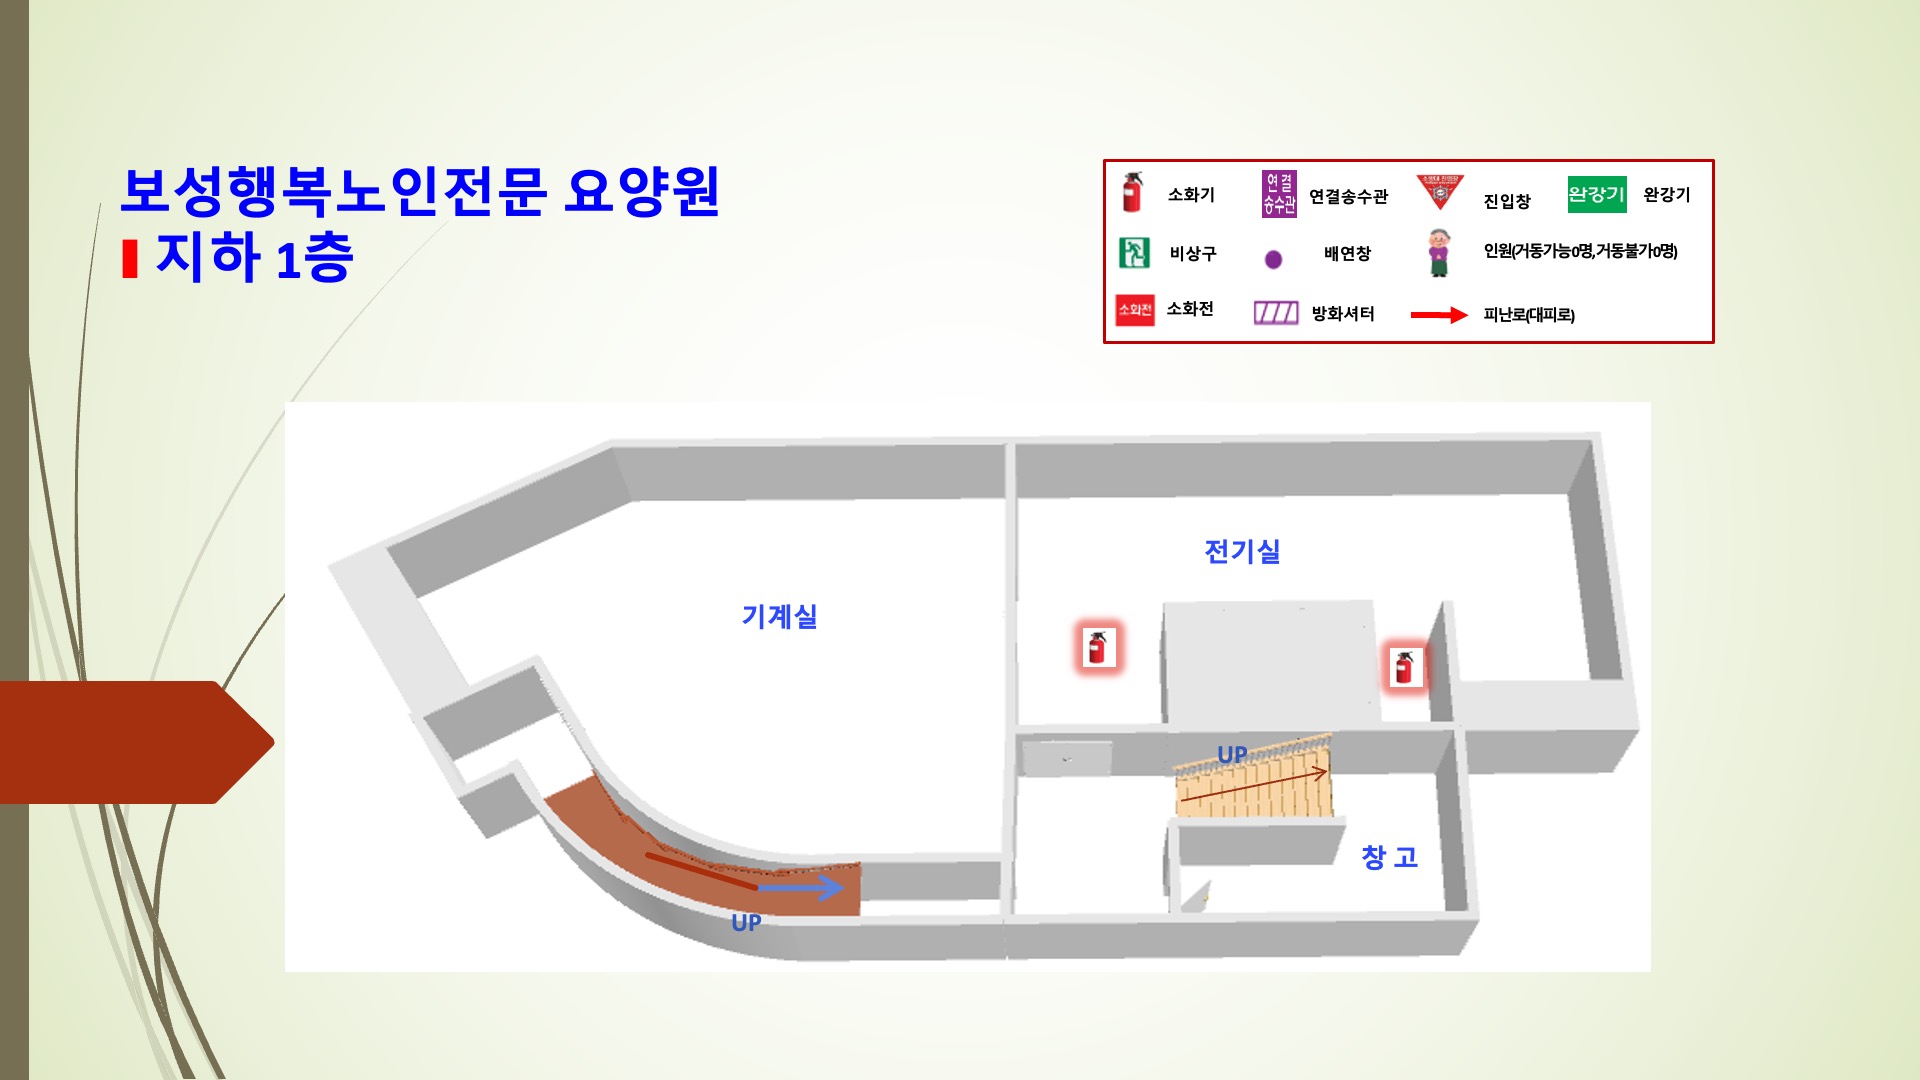 보성행복노인전문 요양원
지하 1층
소화기
연결
송수관
연결송수관
진입창
완강기
완강기
비상구
배연창
인원(거동가능0명,거동불가0명)
소화전
소화전
방화셔터
피난로(대피로)
전기실
기계실
UP
창 고
UP